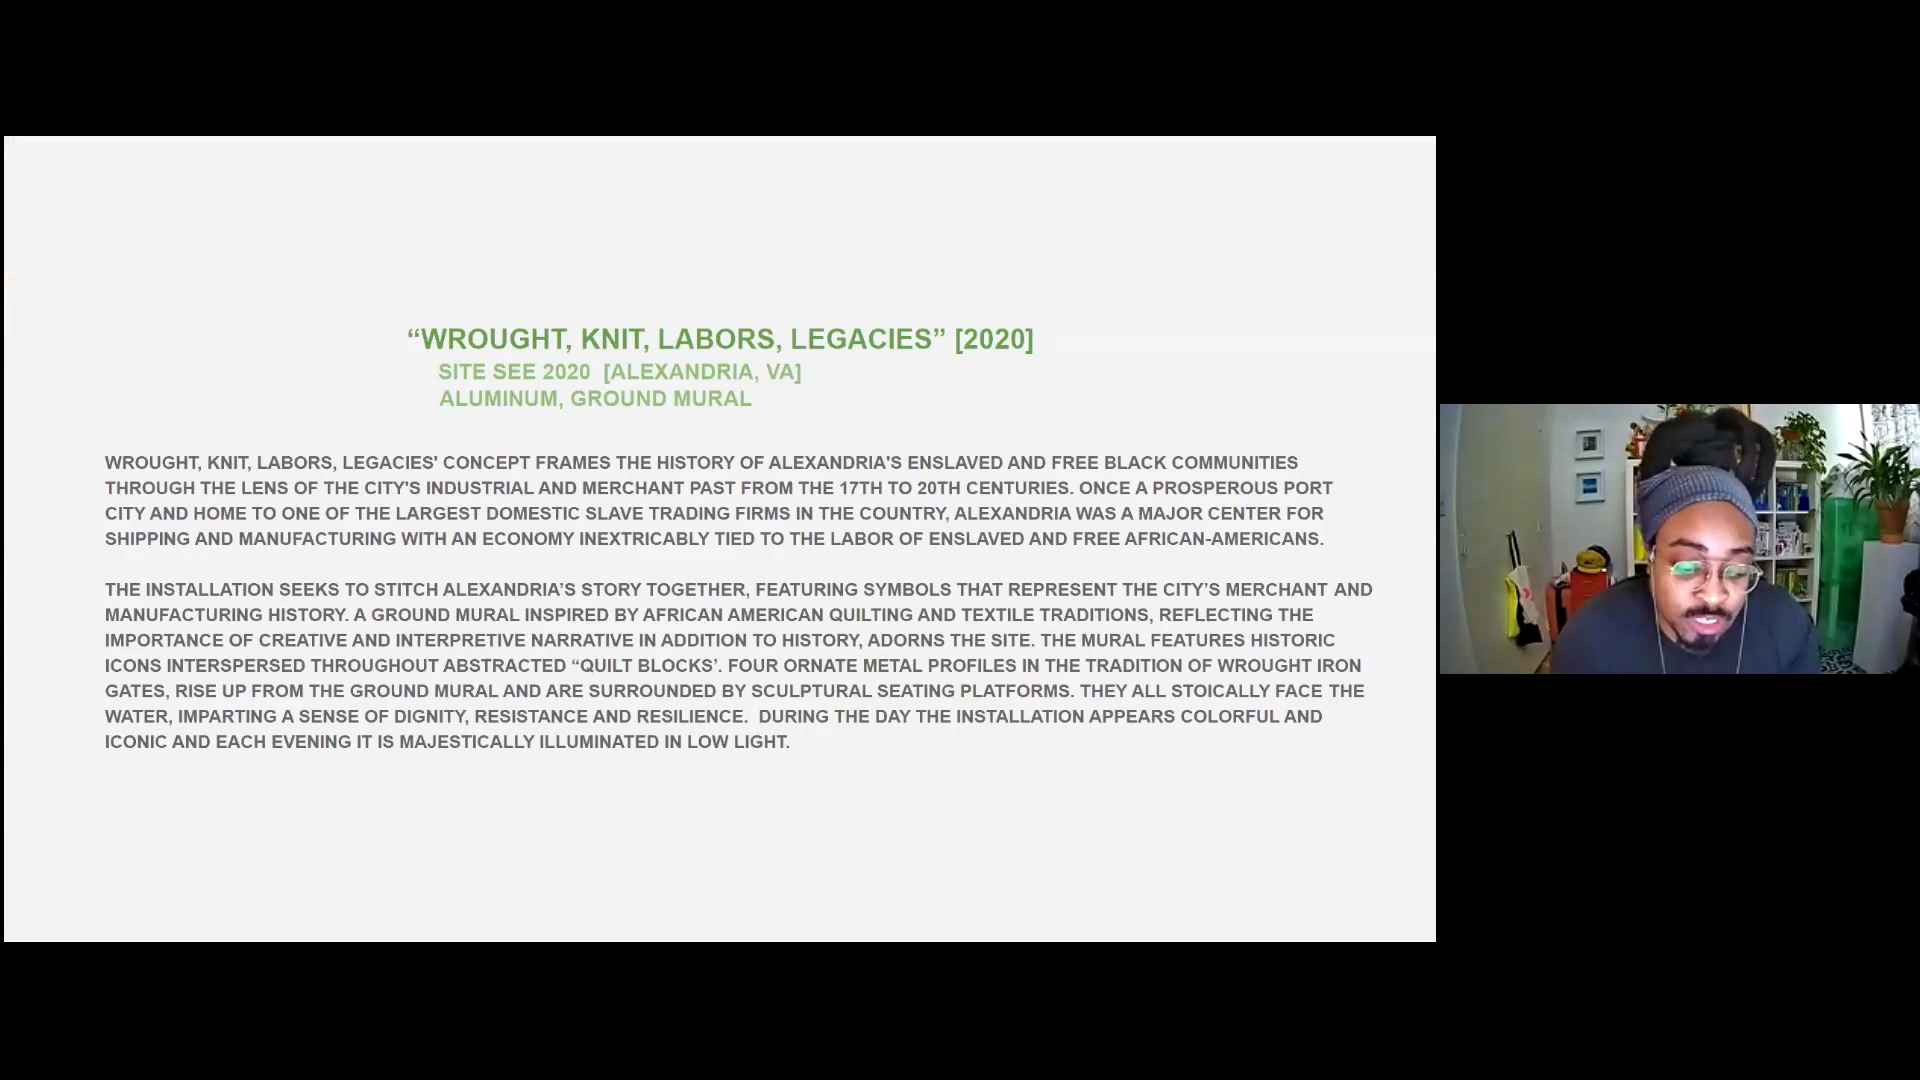 “WROUGHT, KNIT, LABORS, LEGACIES” [2020]
SITE SEE 2020 [ALEXANDRIA, VA]
ALUMINUM, GROUND MURAL
WROUGHT, KNIT, LABORS, LEGACIES' CONCEPT FRAMES THE HISTORY OF ALEXANDRIA'S ENSLAVED AND FREE BLACK COMMUNITIES
THROUGH THE LENS OF THE CITY'S INDUSTRIAL AND MERCHANT PAST FROM THE 17TH TO 20TH CENTURIES. ONCE A PROSPEROUS PORT
CITY AND HOME TO ONE OF THE LARGEST DOMESTIC SLAVE TRADING FIRMS IN THE COUNTRY, ALEXANDRIA WAS A MAJOR CENTER FOR
SHIPPING AND MANUFACTURING WITH AN ECONOMY INEXTRICABLY TIED TO THE LABOR OF ENSLAVED AND FREE AFRICAN-AMERICANS.
THE INSTALLATION SEEKS TO STITCH ALEXANDRIA’S STORY TOGETHER, FEATURING SYMBOLS THAT REPRESENT THE CITY’S MERCHANT AND
MANUFACTURING HISTORY. A GROUND MURAL INSPIRED BY AFRICAN AMERICAN QUILTING AND TEXTILE TRADITIONS, REFLECTING THE
IMPORTANCE OF CREATIVE AND INTERPRETIVE NARRATIVE IN ADDITION TO HISTORY, ADORNS THE SITE. THE MURAL FEATURES HISTORIC
ICONS INTERSPERSED THROUGHOUT ABSTRACTED “QUILT BLOCKS’. FOUR ORNATE METAL PROFILES IN THE TRADITION OF WROUGHT IRON
GATES, RISE UP FROM THE GROUND MURAL AND ARE SURROUNDED BY SCULPTURAL SEATING PLATFORMS. THEY ALL STOICALLY FACE THE
WATER, IMPARTING A SENSE OF DIGNITY, RESISTANCE AND RESILIENCE. DURING THE DAY THE INSTALLATION APPEARS COLORFUL AND
ICONIC AND EACH EVENING IT IS MAJESTICALLY ILLUMINATED IN LOW LIGHT.